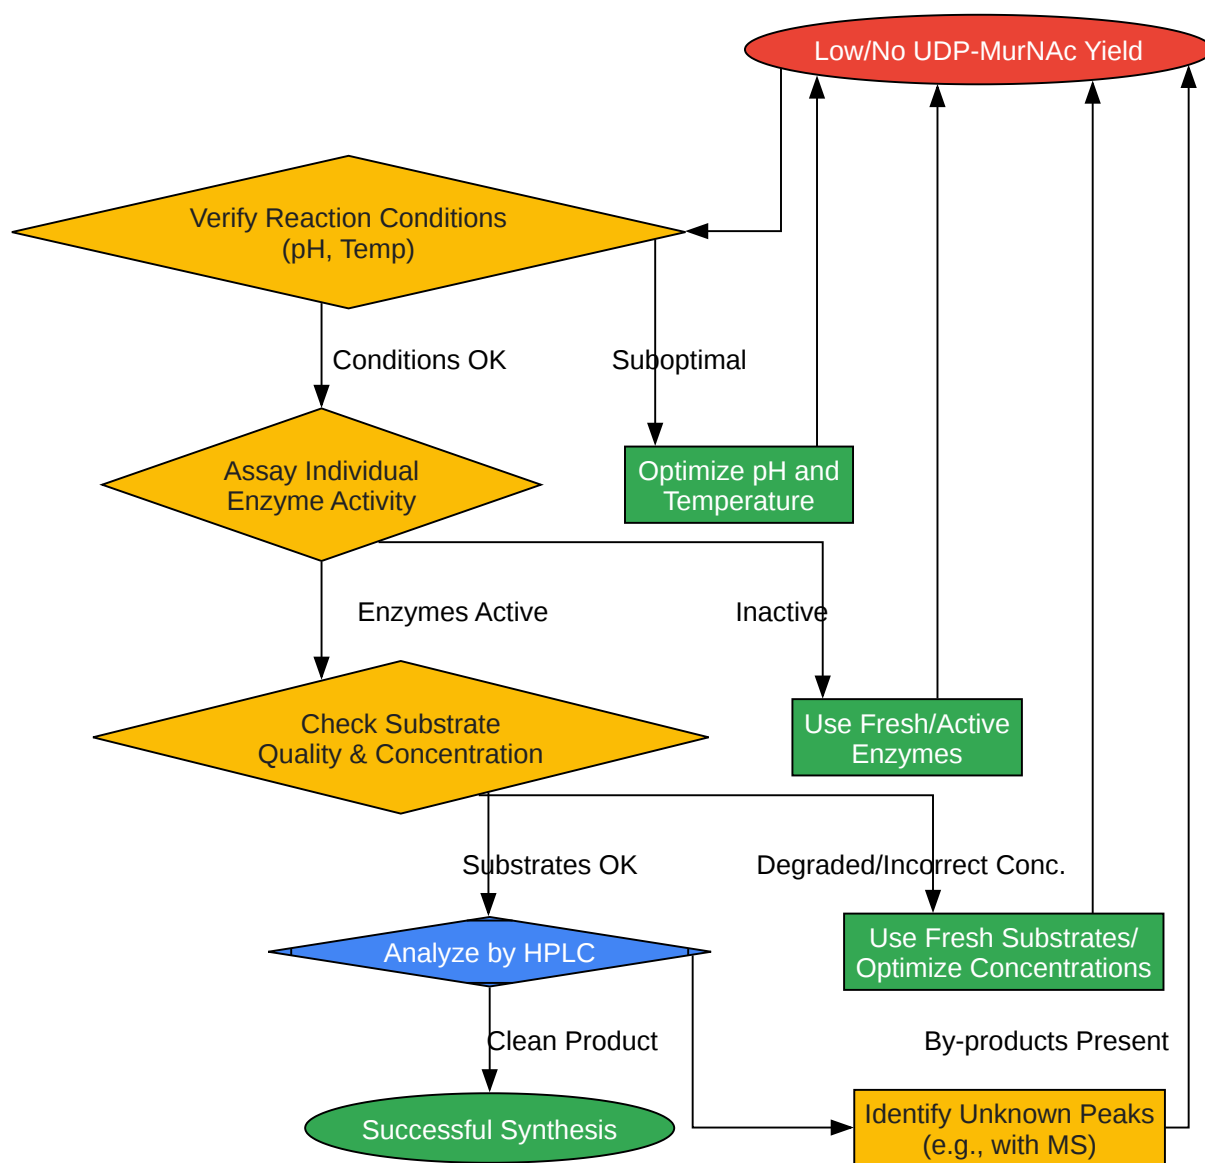 Low/No UDP-MurNAc Yield
Verify Reaction Conditions
(pH, Temp)
Conditions OK
Suboptimal
Assay Individual
Enzyme Activity
Optimize pH and
Temperature
Enzymes Active
Inactive
Check Substrate
Quality & Concentration
Use Fresh/Active
Enzymes
Substrates OK
Degraded/Incorrect Conc.
Analyze by HPLC
Use Fresh Substrates/
Optimize Concentrations
Clean Product
By-products Present
Successful Synthesis
Identify Unknown Peaks
(e.g., with MS)